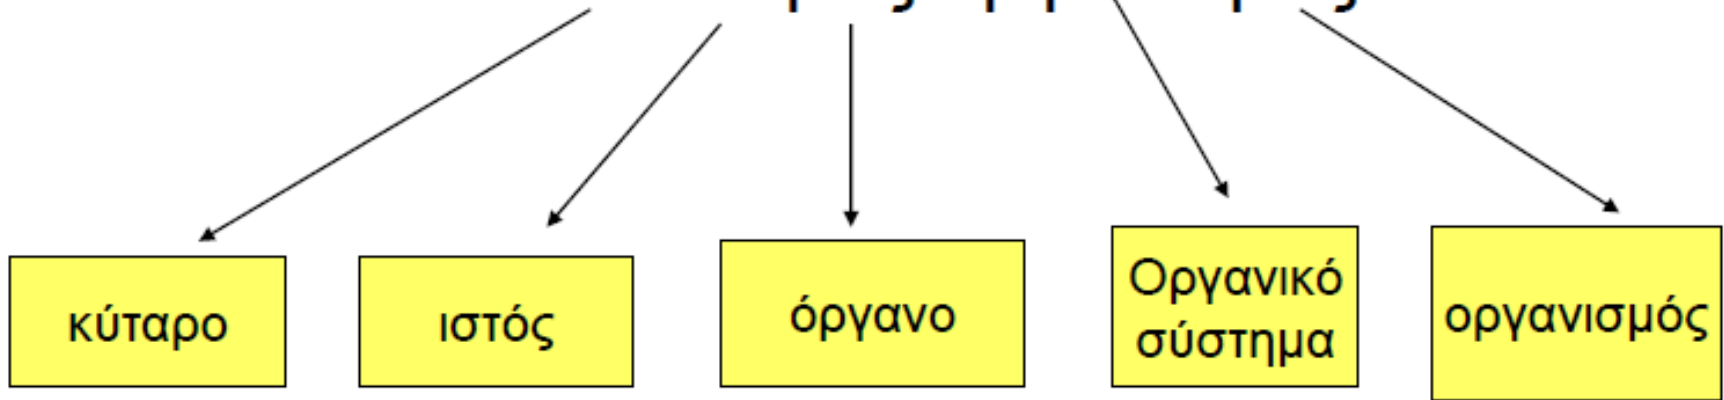 κύταρο
ιστός
όργανο
Οργανικό
σύστημα
οργανισμός